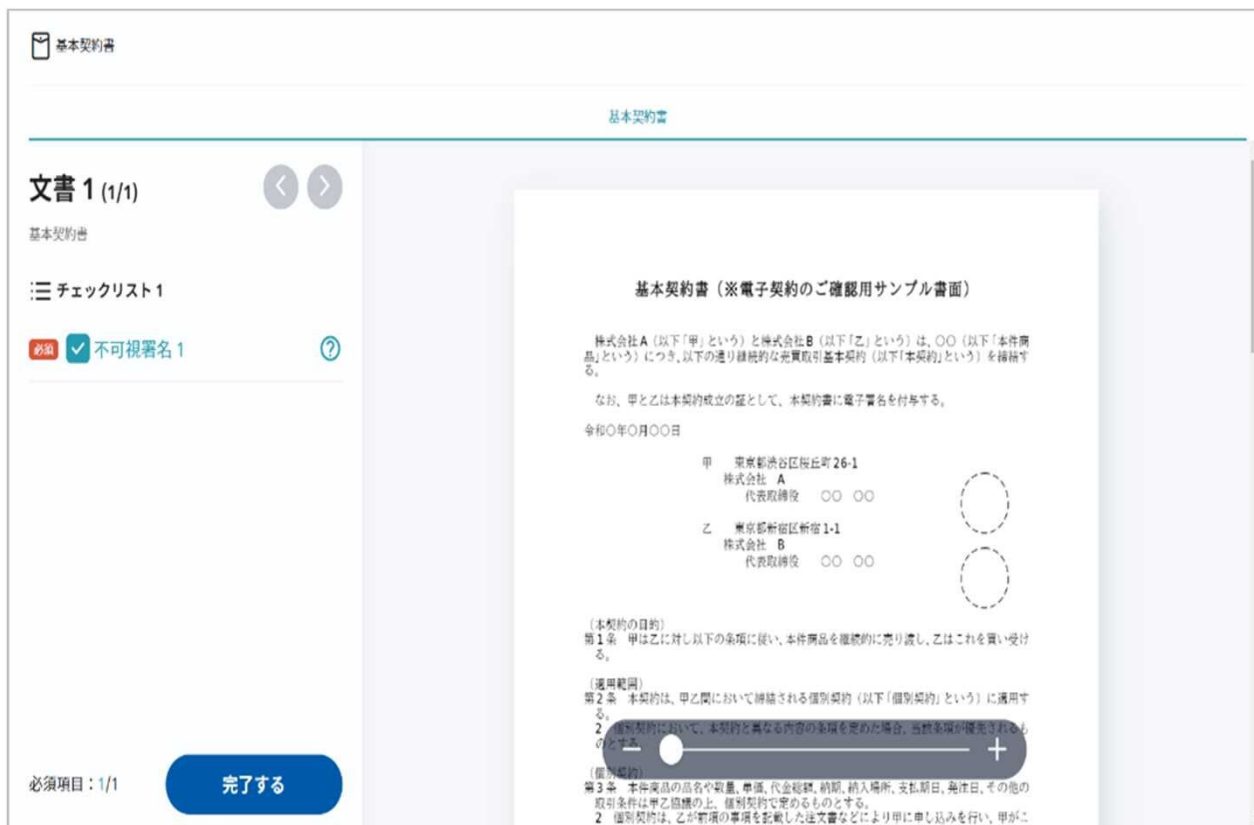 基本契約書
基本契約書
文書 1 (1/1)
基本契約書
チェックリスト 1
必須 不可視署名 1
必須項目：1/1
完了する
基本契約書（※電子契約のご確認用サンプル書面）
株式会社A（以下「甲」という）と株式会社B（以下「乙」という）は、〇〇（以下「本件商
品」という）につき、以下の通り継続的な売買取引基本契約（以下「本契約」という）を締結す
る。
なお、甲と乙は本契約成立の証として、本契約書に電子署名を付与する。
令和〇年〇月〇〇日
甲 東京都渋谷区桜丘町 26-1
株式会社 A
代表取締役 〇〇 〇〇
乙 東京都新宿区新宿 1-1
株式会社 B
代表取締役 〇〇 〇〇
（本契約の目的）
第1条 甲は乙に対し以下の条項に従い、本件商品を継続的に売り渡し、乙はこれを買い受け
る。
（適用範囲）
第2条 本契約は、甲乙間において締結される個別契約（以下「個別契約」という）に適用す
る。
2 個別契約において、本契約と異なる内容の条項を定めた場合、当該条項が優先されるも
のとする。
（個別契約）
第3条 本件商品の品名や数量、単価、代金総額、納期、納入場所、支払期日、発注日、その他の
取引条件は甲乙協議の上、個別契約で定めるものとする。
2 個別契約は、乙が前項の事項を記載した注文書などにより甲に申し込みを行い、甲がこ